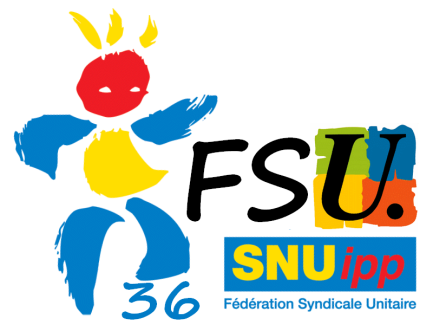 FSU.
SNUipp
36
Fédération Syndicale Unitaire